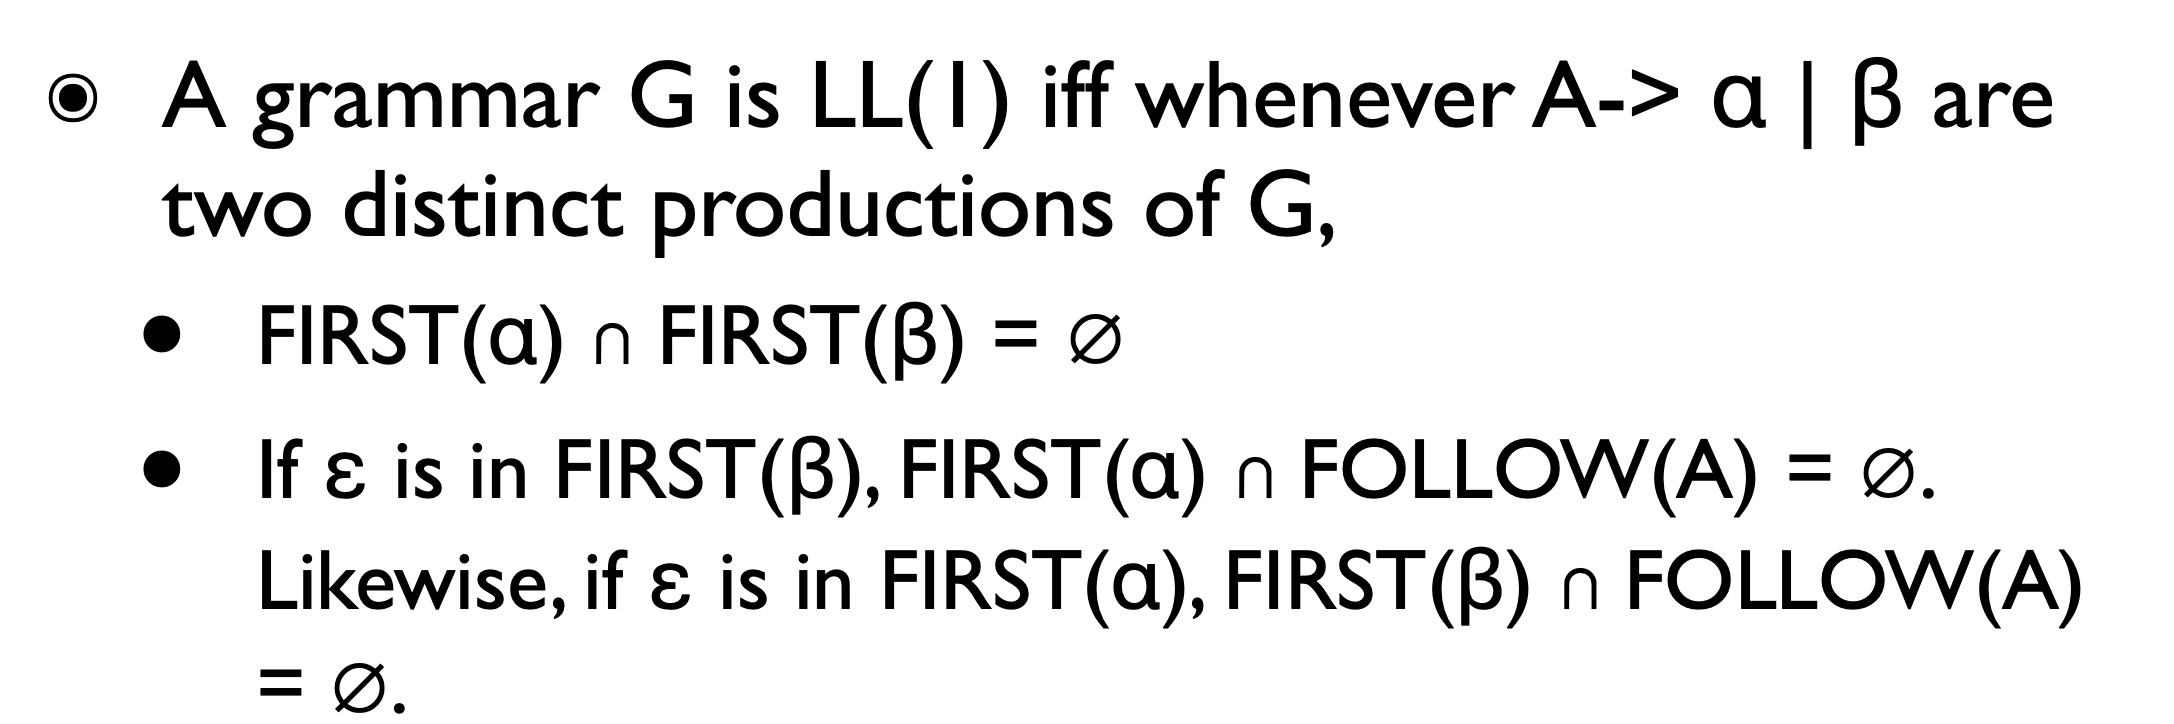 ◉ A grammar G is LL(1) iff whenever A-> α | β are
two distinct productions of G,
● FIRST(α) ∩ FIRST(β) = ∅
● If ε is in FIRST(β), FIRST(α) ∩ FOLLOW(A) = ∅.
Likewise, if ε is in FIRST(α), FIRST(β) ∩ FOLLOW(A)
= ∅.